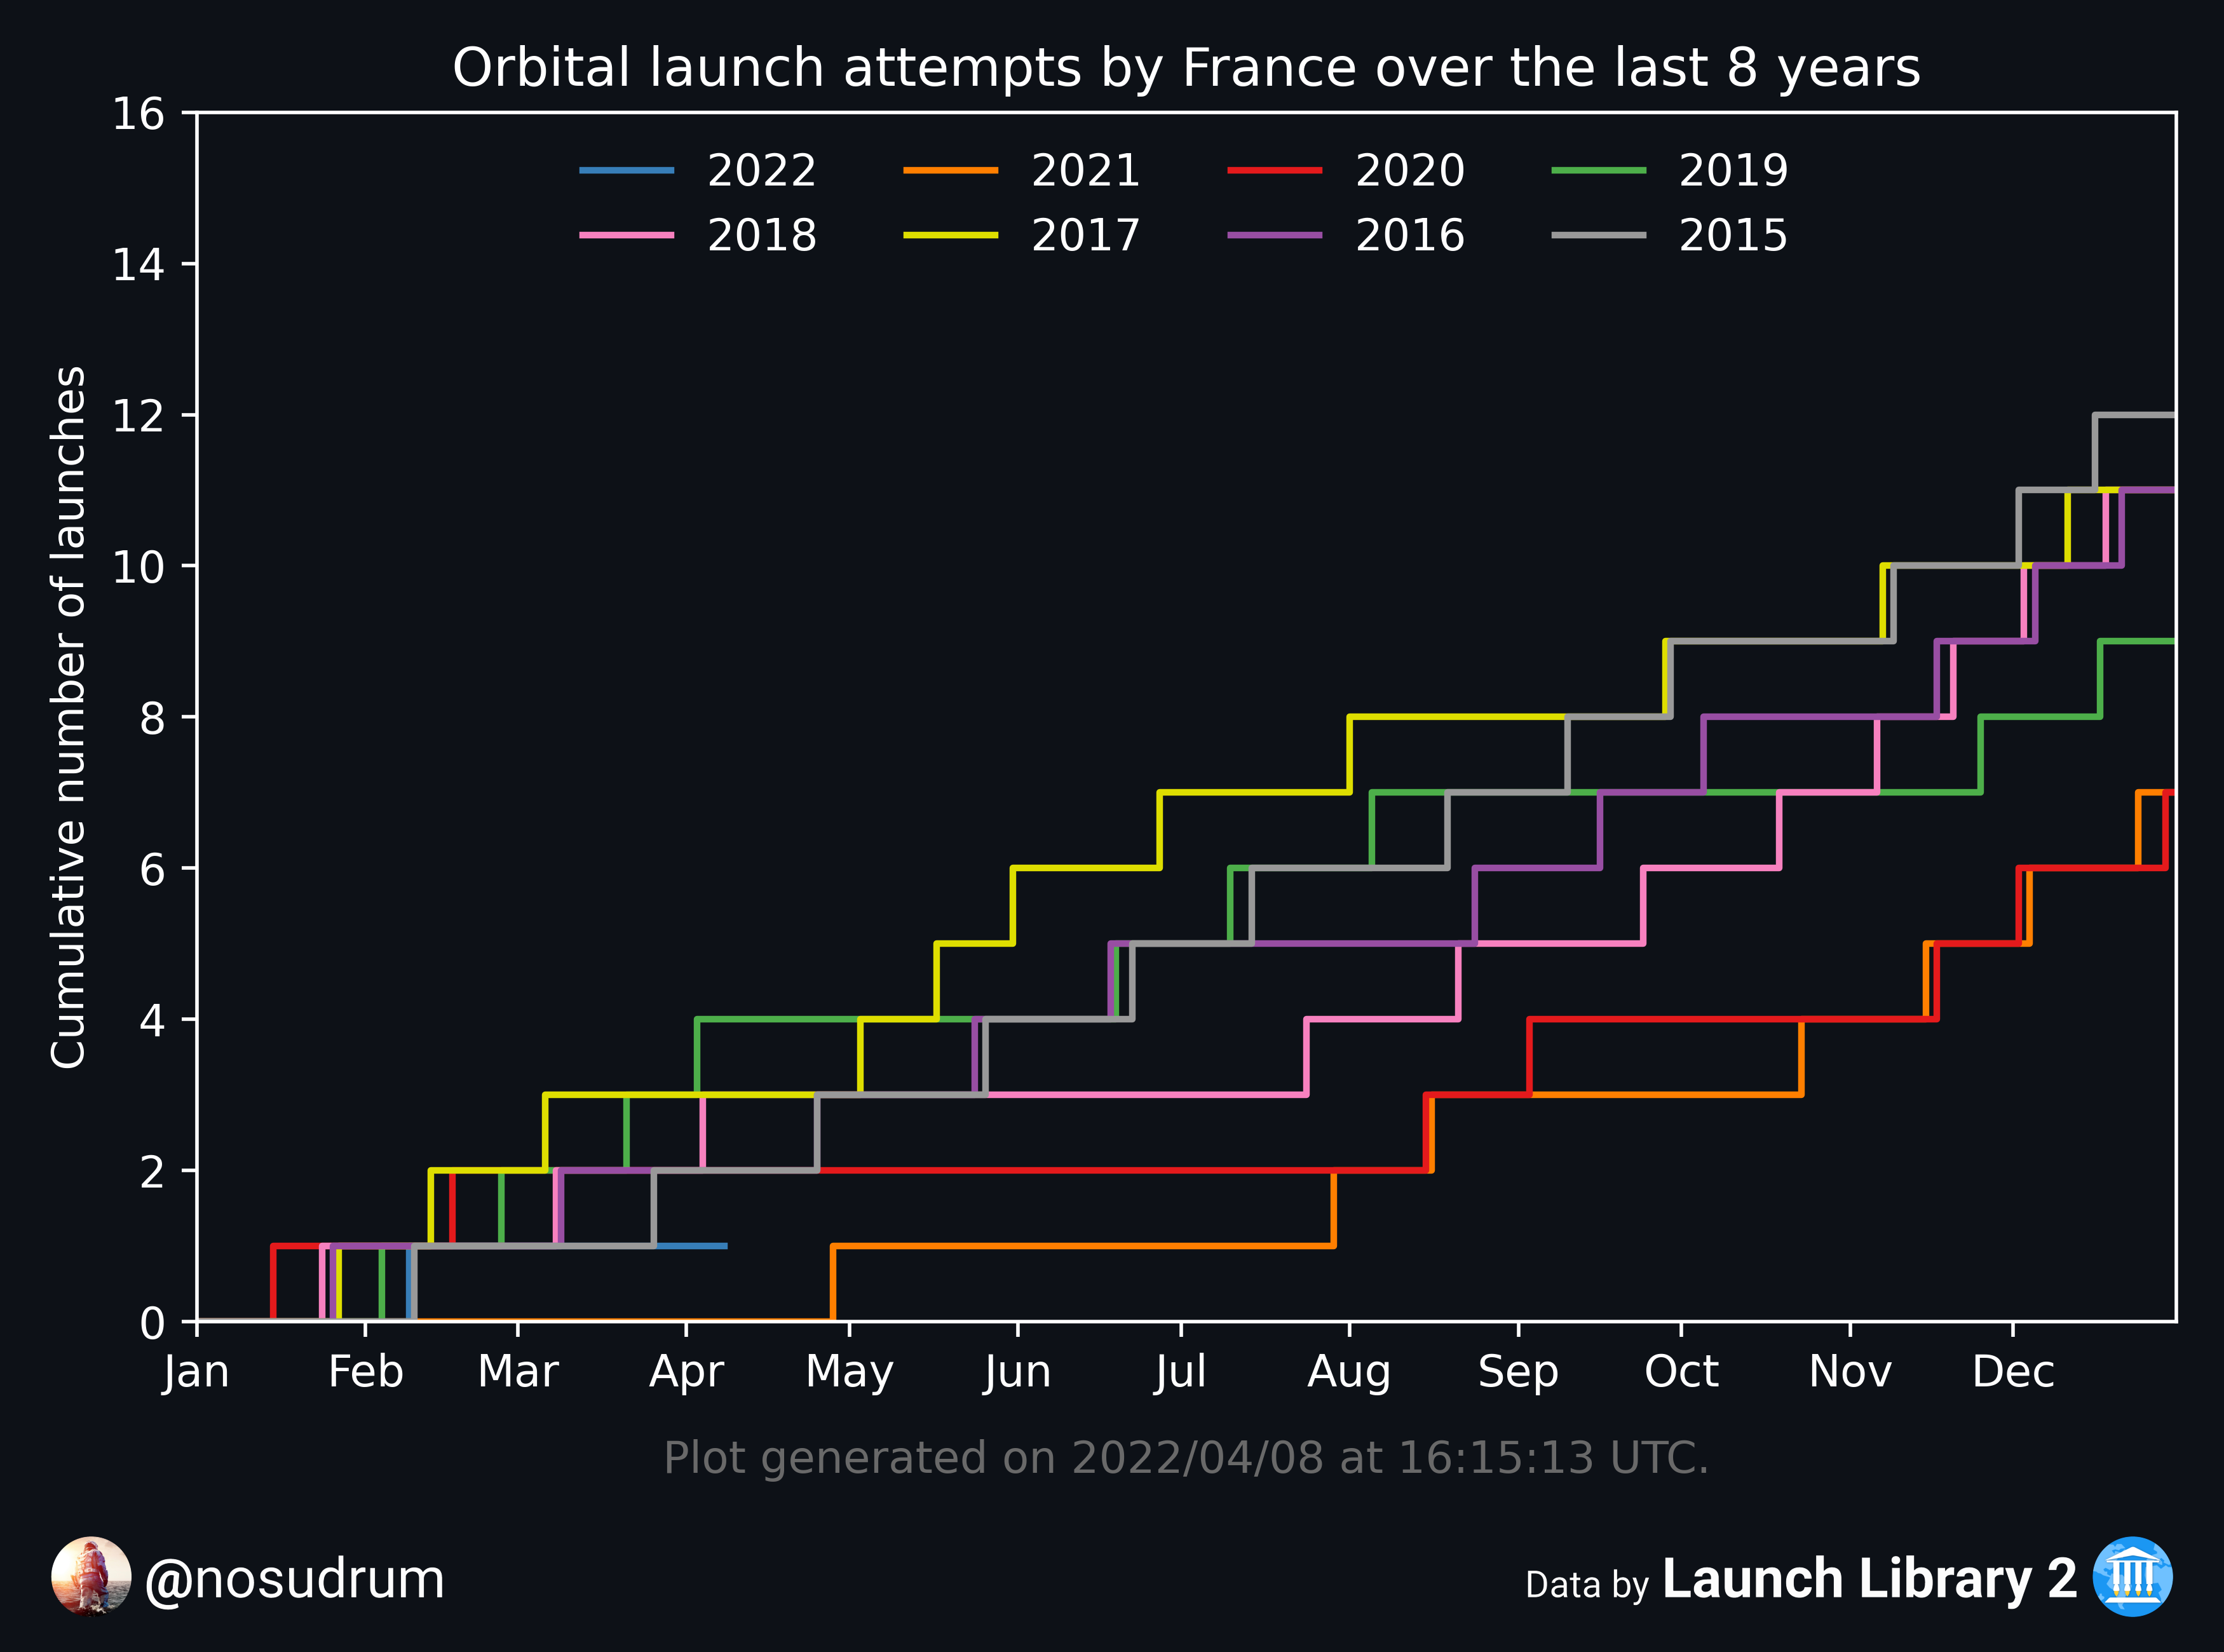 Orbital launch attempts by France over the last 8 years
16
14
12
10
8
6
4
2
0
Cumulative number of launches
2022 2021 2020 2019
2018 2017 2016 2015
Jan Feb Mar Apr May Jun Jul Aug Sep Oct Nov Dec
Plot generated on 2022/04/08 at 16:15:13 UTC.
@nosudrum
Data by Launch Library 2